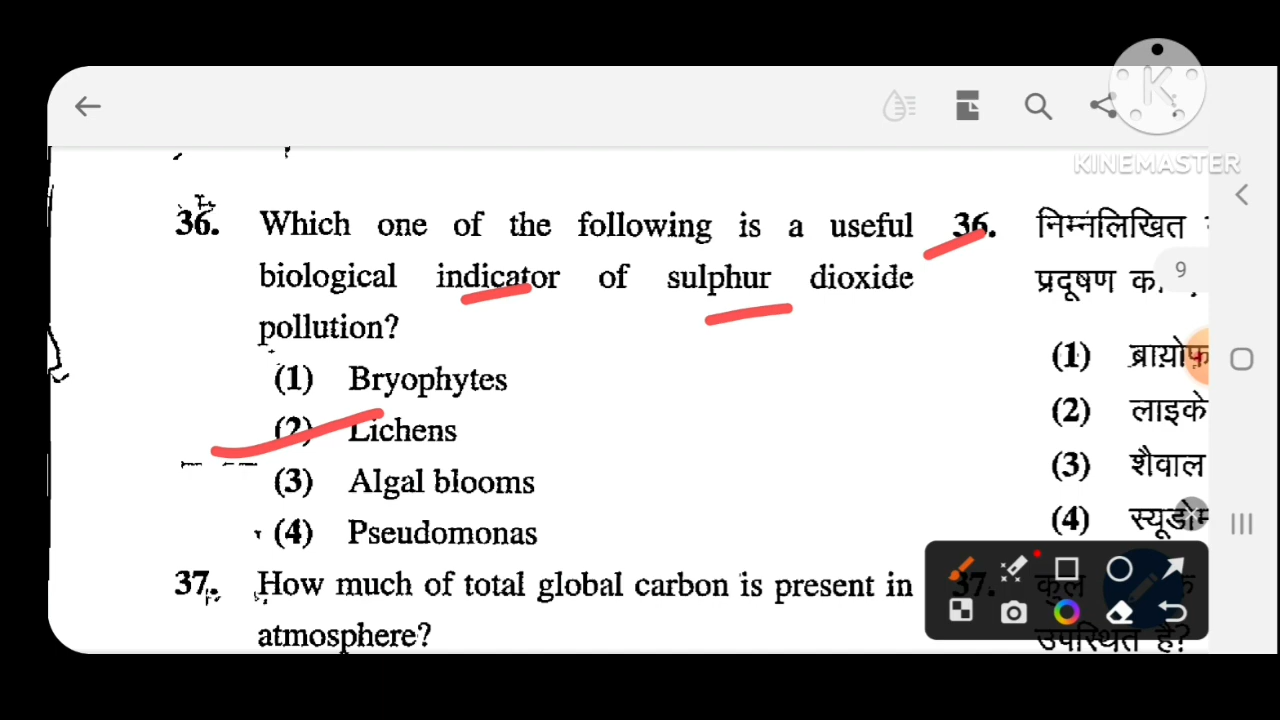 KINEMASTER
36. Which one of the following is a useful
biological indicator of sulphur dioxide
pollution?
(1) Bryophytes
(2) Lichens
(3) Algal blooms
(4) Pseudomonas
37. How much of total global carbon is present in
atmosphere?
36. निम्नलिखित
प्रदूषण
9
(1)
(2) लाइके
(3) शैवाल
(4)
37. कुल
उपस्थित है?